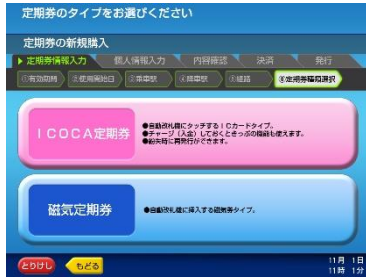 定期券のタイプをお選びください
定期券の新規購入
定期券情報入力 個人情報入力 内容確認 決済 発行
①有効期間 ②使用開始日 ③乗車駅 ④降車駅 ⑤経路 ⑥定期券種類選択
ICOCA定期券
●自動改札機にタッチするICカードタイプ。
●チャージ(入金)しておくときっぷの機能も使えます。
●紛失時に再発行ができます。
磁気定期券
●自動改札機に挿入する磁気券タイプ。
とりけし もどる
11月 1日
11時 1分